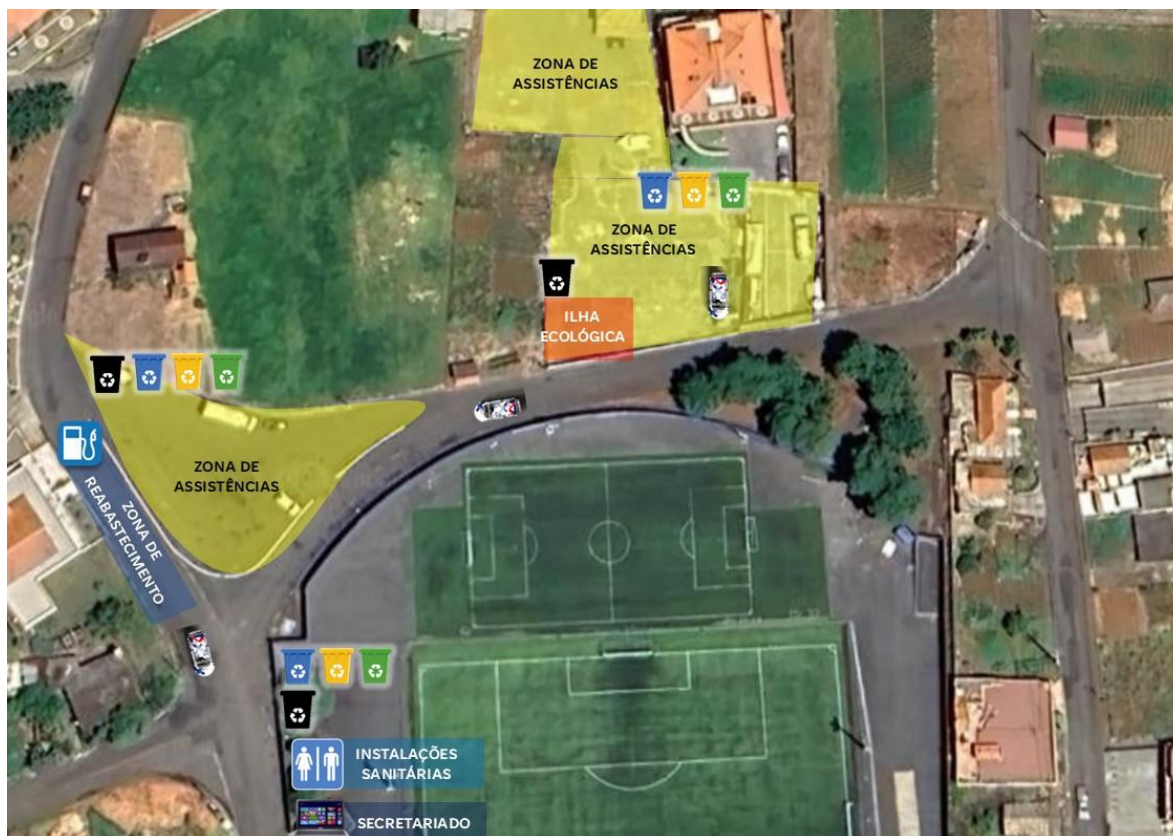 ZONA DE
ASSISTÊNCIAS
ZONA DE
ASSISTÊNCIAS
ILHA
ECOLÓGICA
ZONA DE
ASSISTÊNCIAS
ZONA DE
REABASTECIMENTO
INSTALAÇÕES
SANITÁRIAS
SECRETARIADO